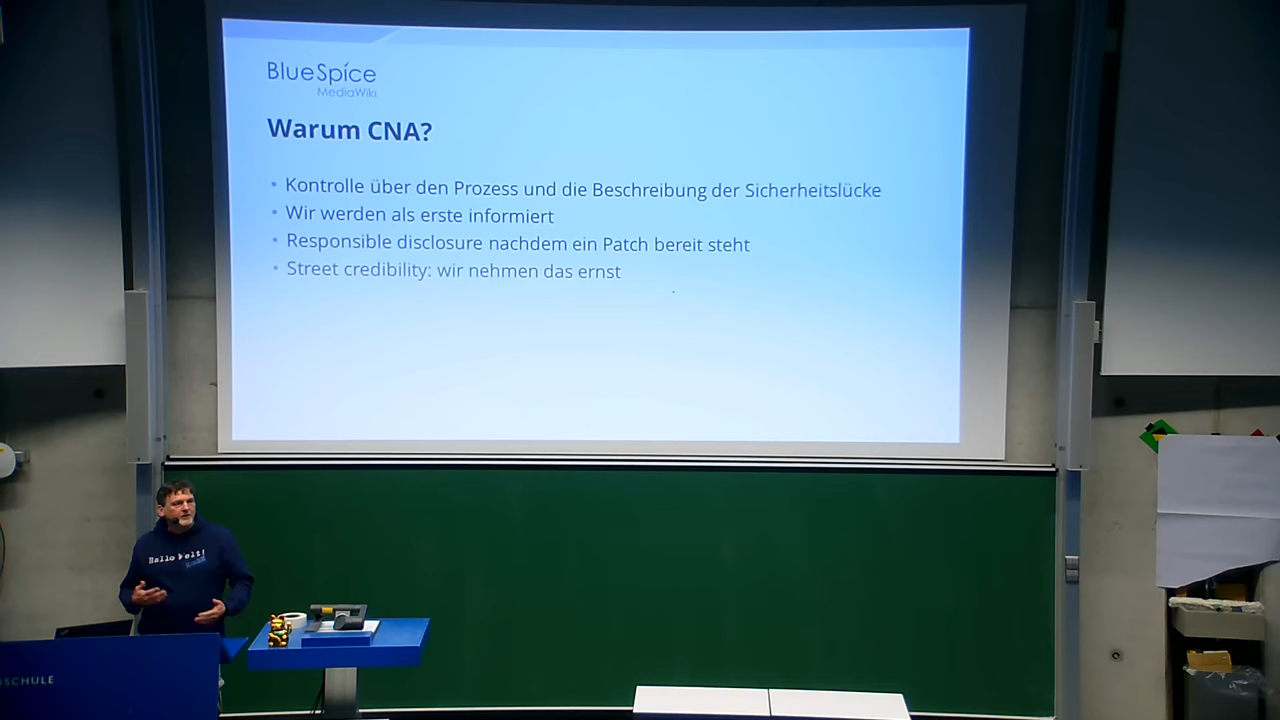 BlueSpice
MediaWiki
Warum CNA?
• Kontrolle über den Prozess und die Beschreibung der Sicherheitslücke
• Wir werden als erste informiert
• Responsible disclosure nachdem ein Patch bereit steht
• Street credibility: wir nehmen das ernst
Hallo Welt!
SCHULE